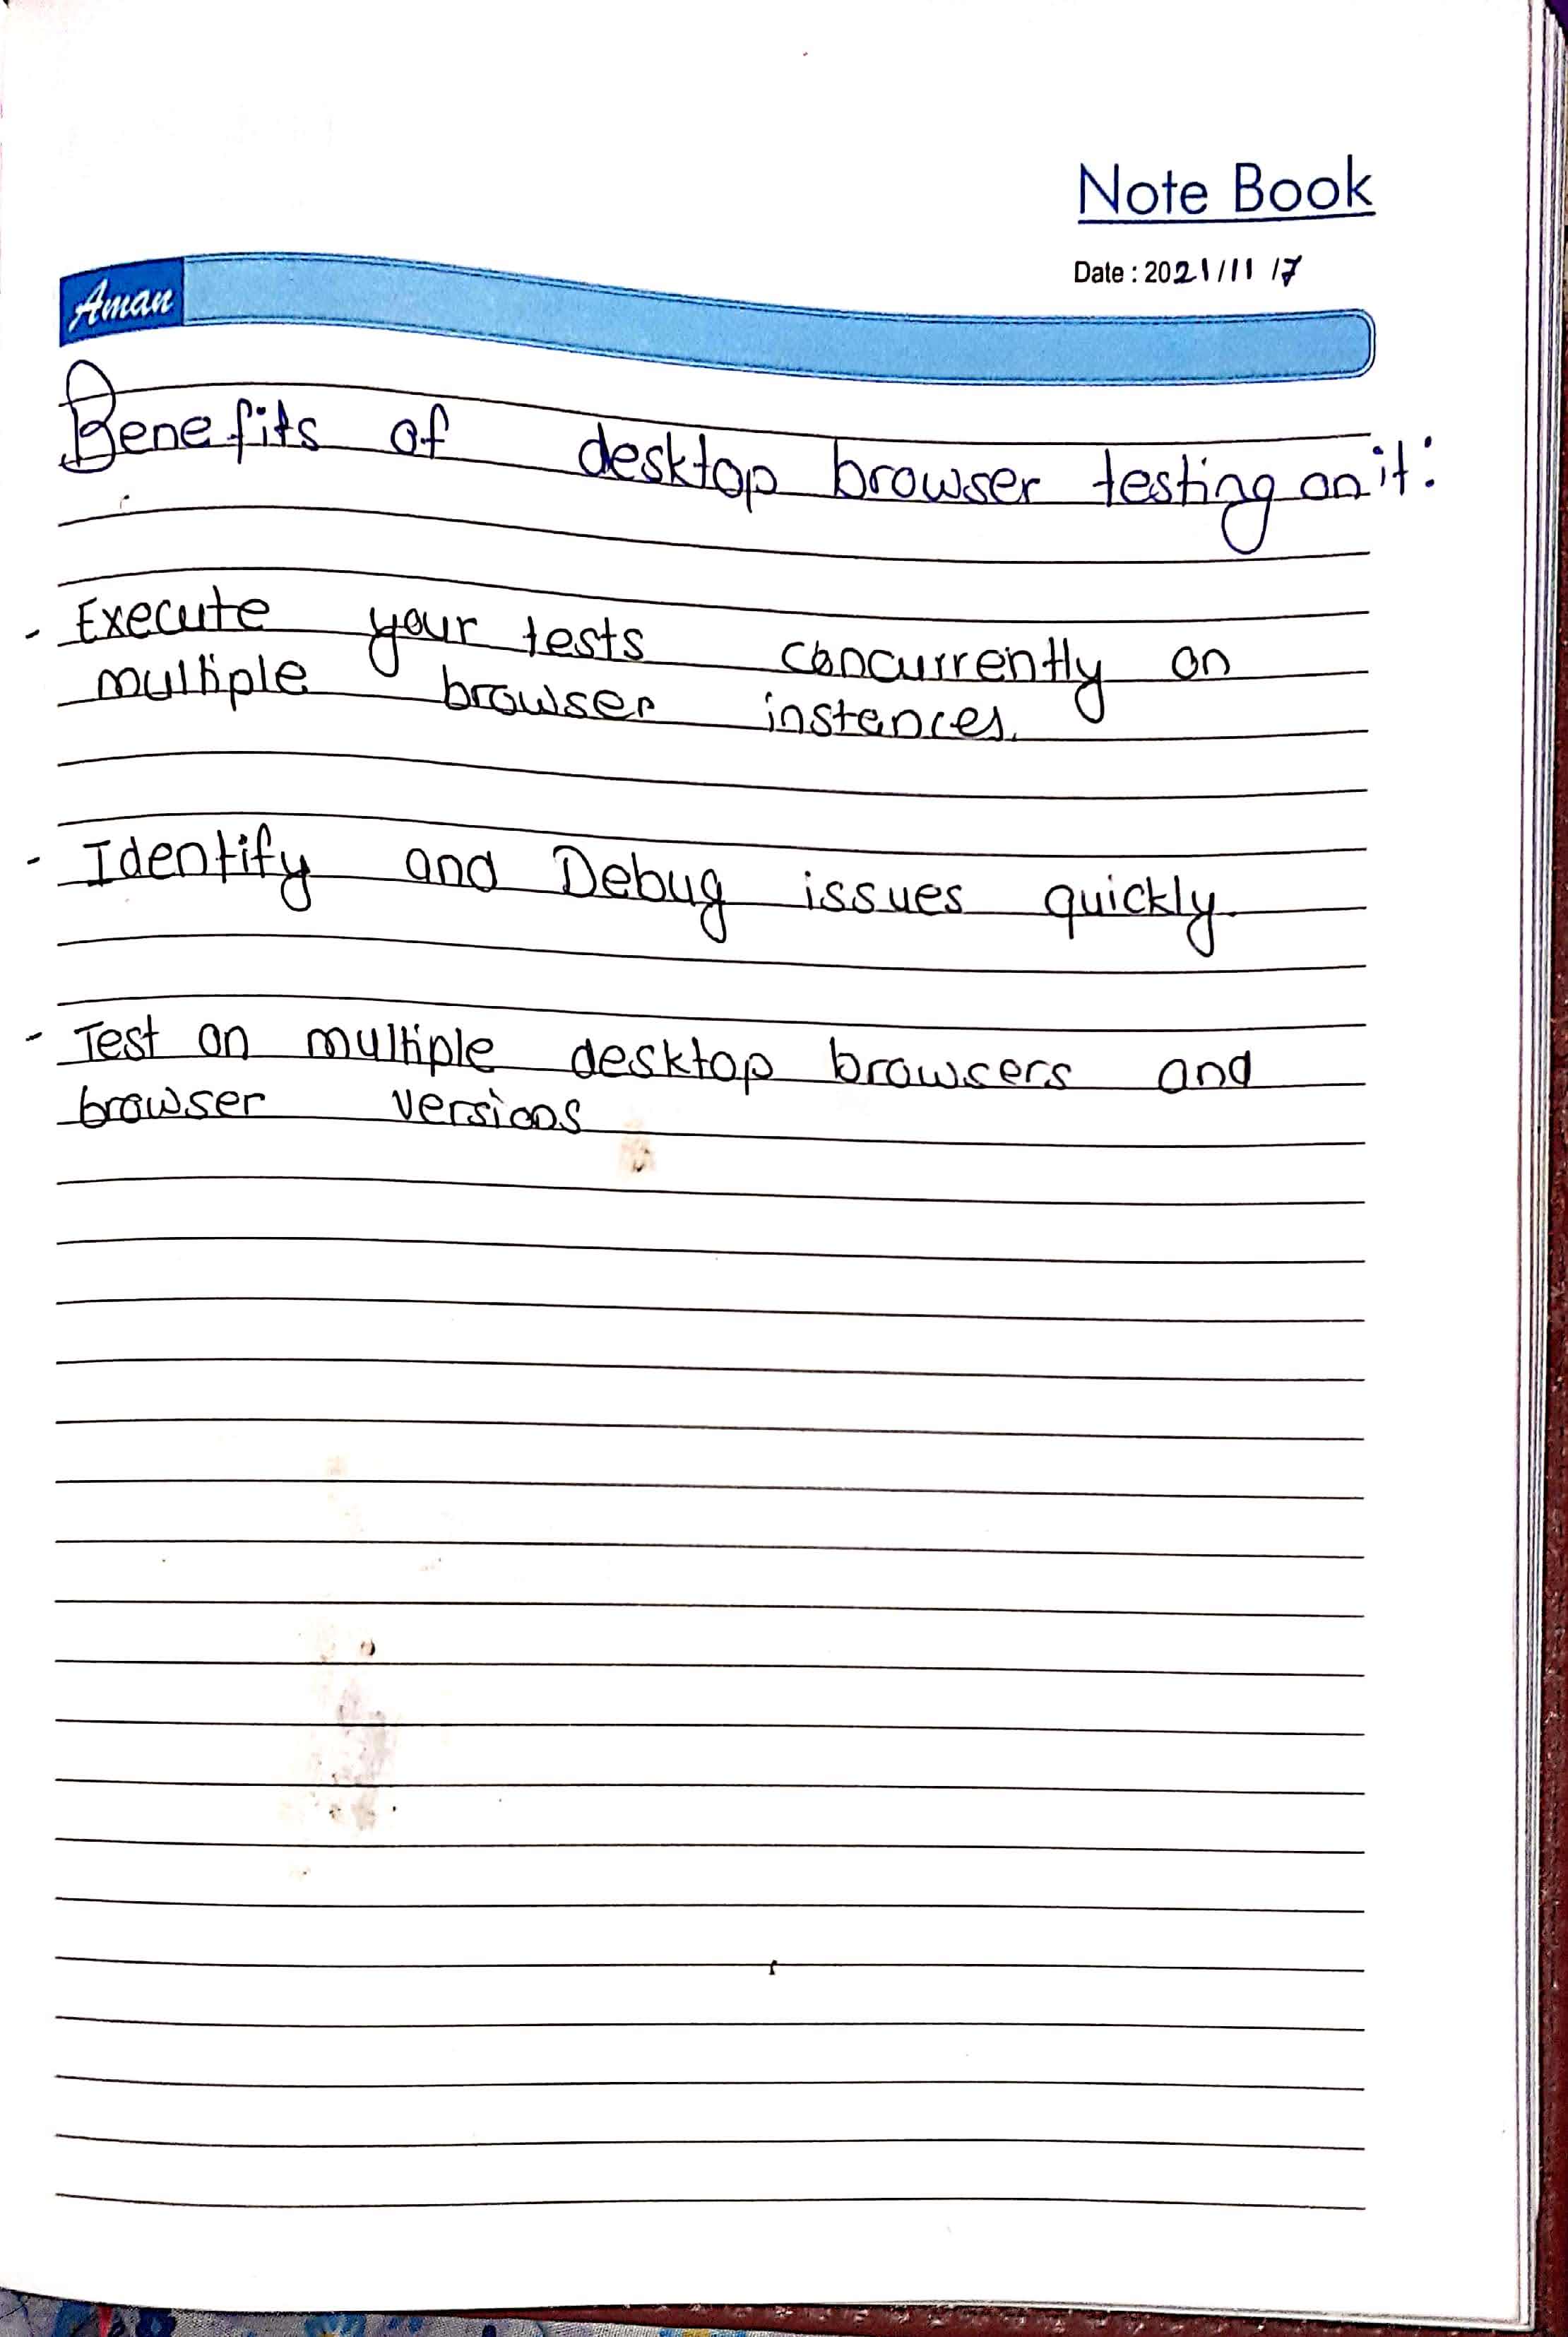 Note Book
Date : 2021/11/7
Aman
Benefits of desktop browser testing on it:
- Execute your tests concurrently on
multiple browser instances.
- Identify and Debug issues quickly.
- Test on multiple desktop browsers and
browser versions